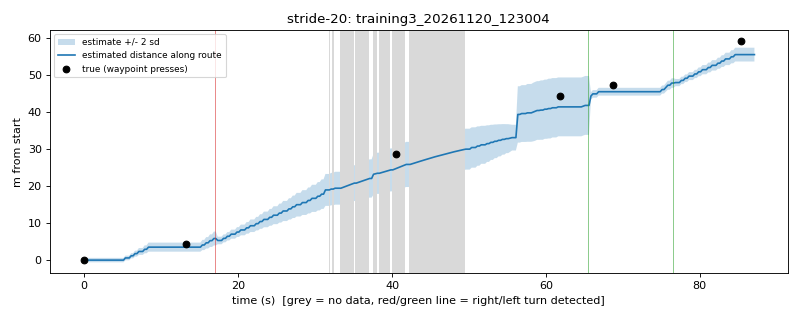 stride-20: training3_20261120_123004
estimate +/- 2 sd
estimated distance along route
true (waypoint presses)
m from start
60
50
40
30
20
10
0
0 20 40 60 80
time (s) [grey = no data, red/green line = right/left turn detected]